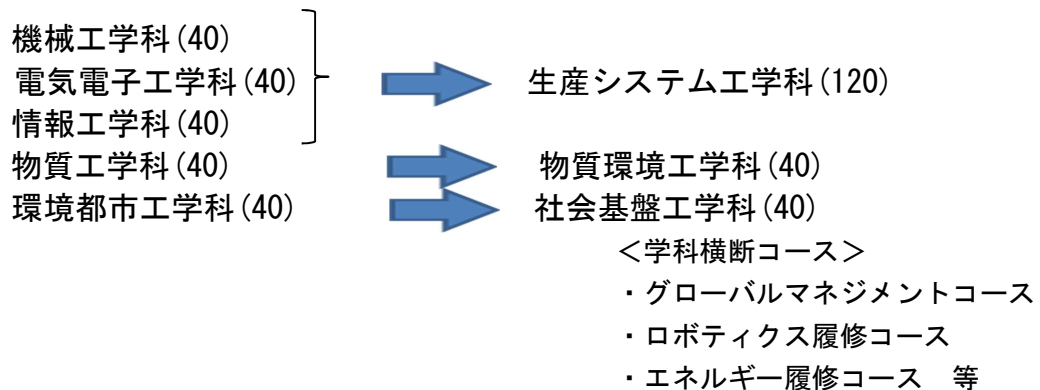 機械工学科(40)
電気電子工学科(40)
情報工学科(40)
生産システム工学科(120)
物質工学科(40)
物質環境工学科(40)
環境都市工学科(40)
社会基盤工学科(40)
＜学科横断コース＞
・グローバルマネジメントコース
・ロボティクス履修コース
・エネルギー履修コース　等